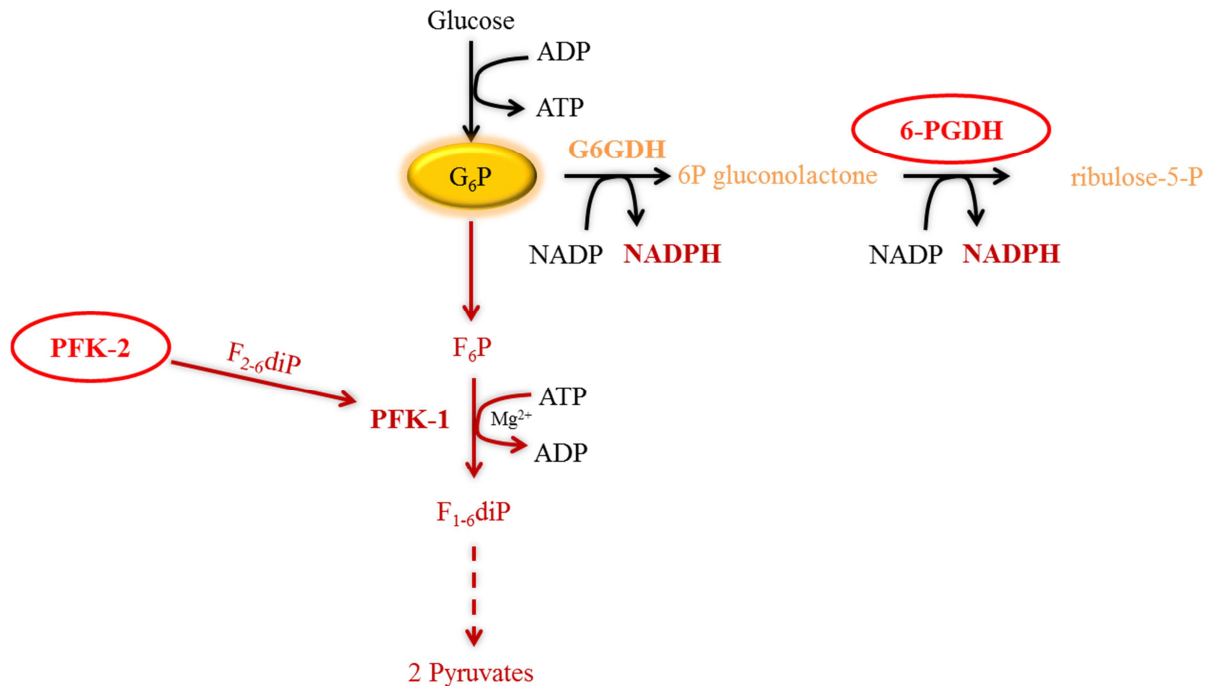 Glucose
ADP
ATP
G6GDH
6-PGDH
G₆P
6P gluconolactone
ribulose-5-P
NADP NADPH
NADP NADPH
PFK-2
F₂₋₆diP
F₆P
PFK-1
ATP
Mg²⁺
ADP
F₁₋₆diP
2 Pyruvates